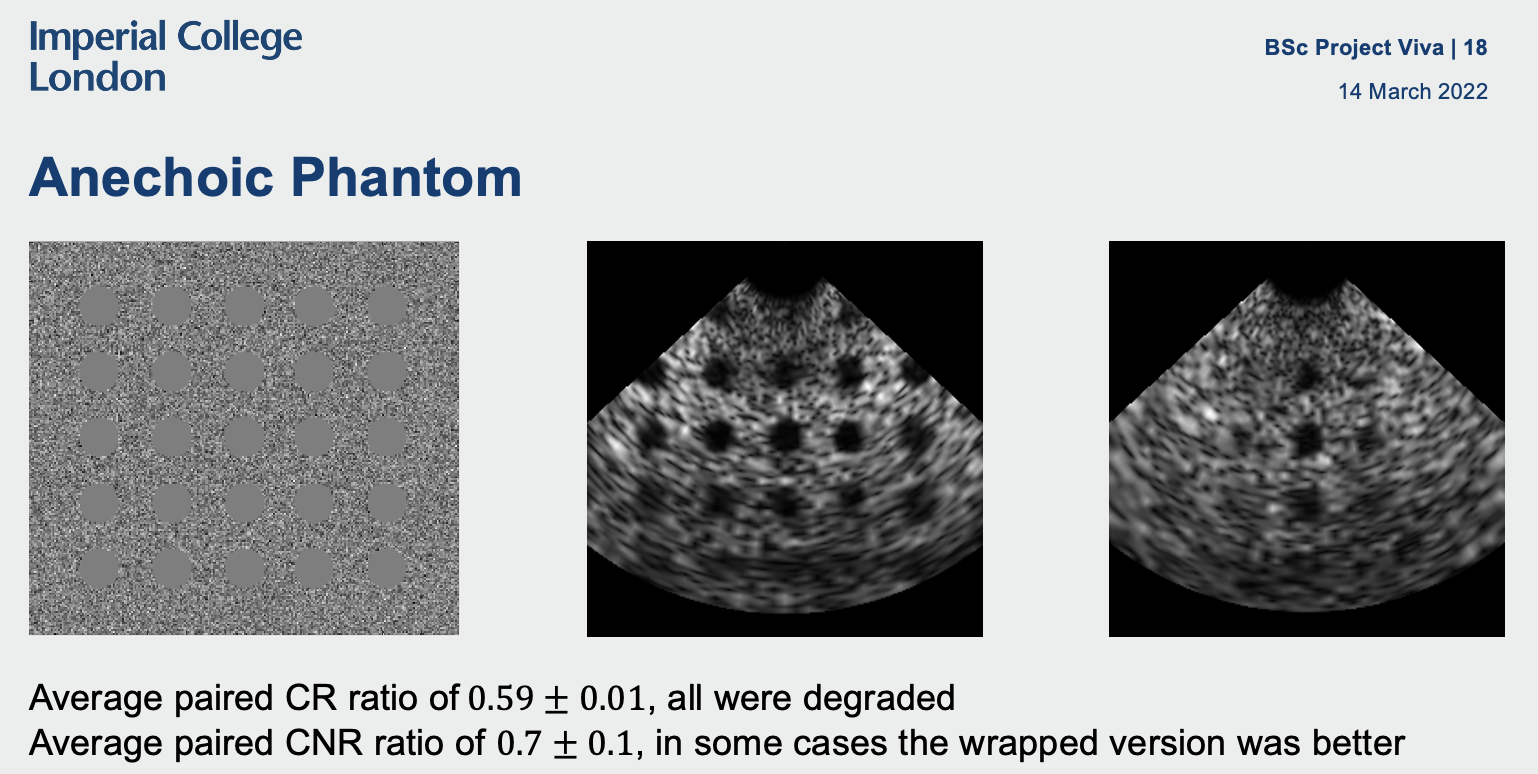 Imperial College
London
BSc Project Viva | 18
14 March 2022
Anechoic Phantom
Average paired CR ratio of 0.59 ± 0.01, all were degraded
Average paired CNR ratio of 0.7 ± 0.1, in some cases the wrapped version was better